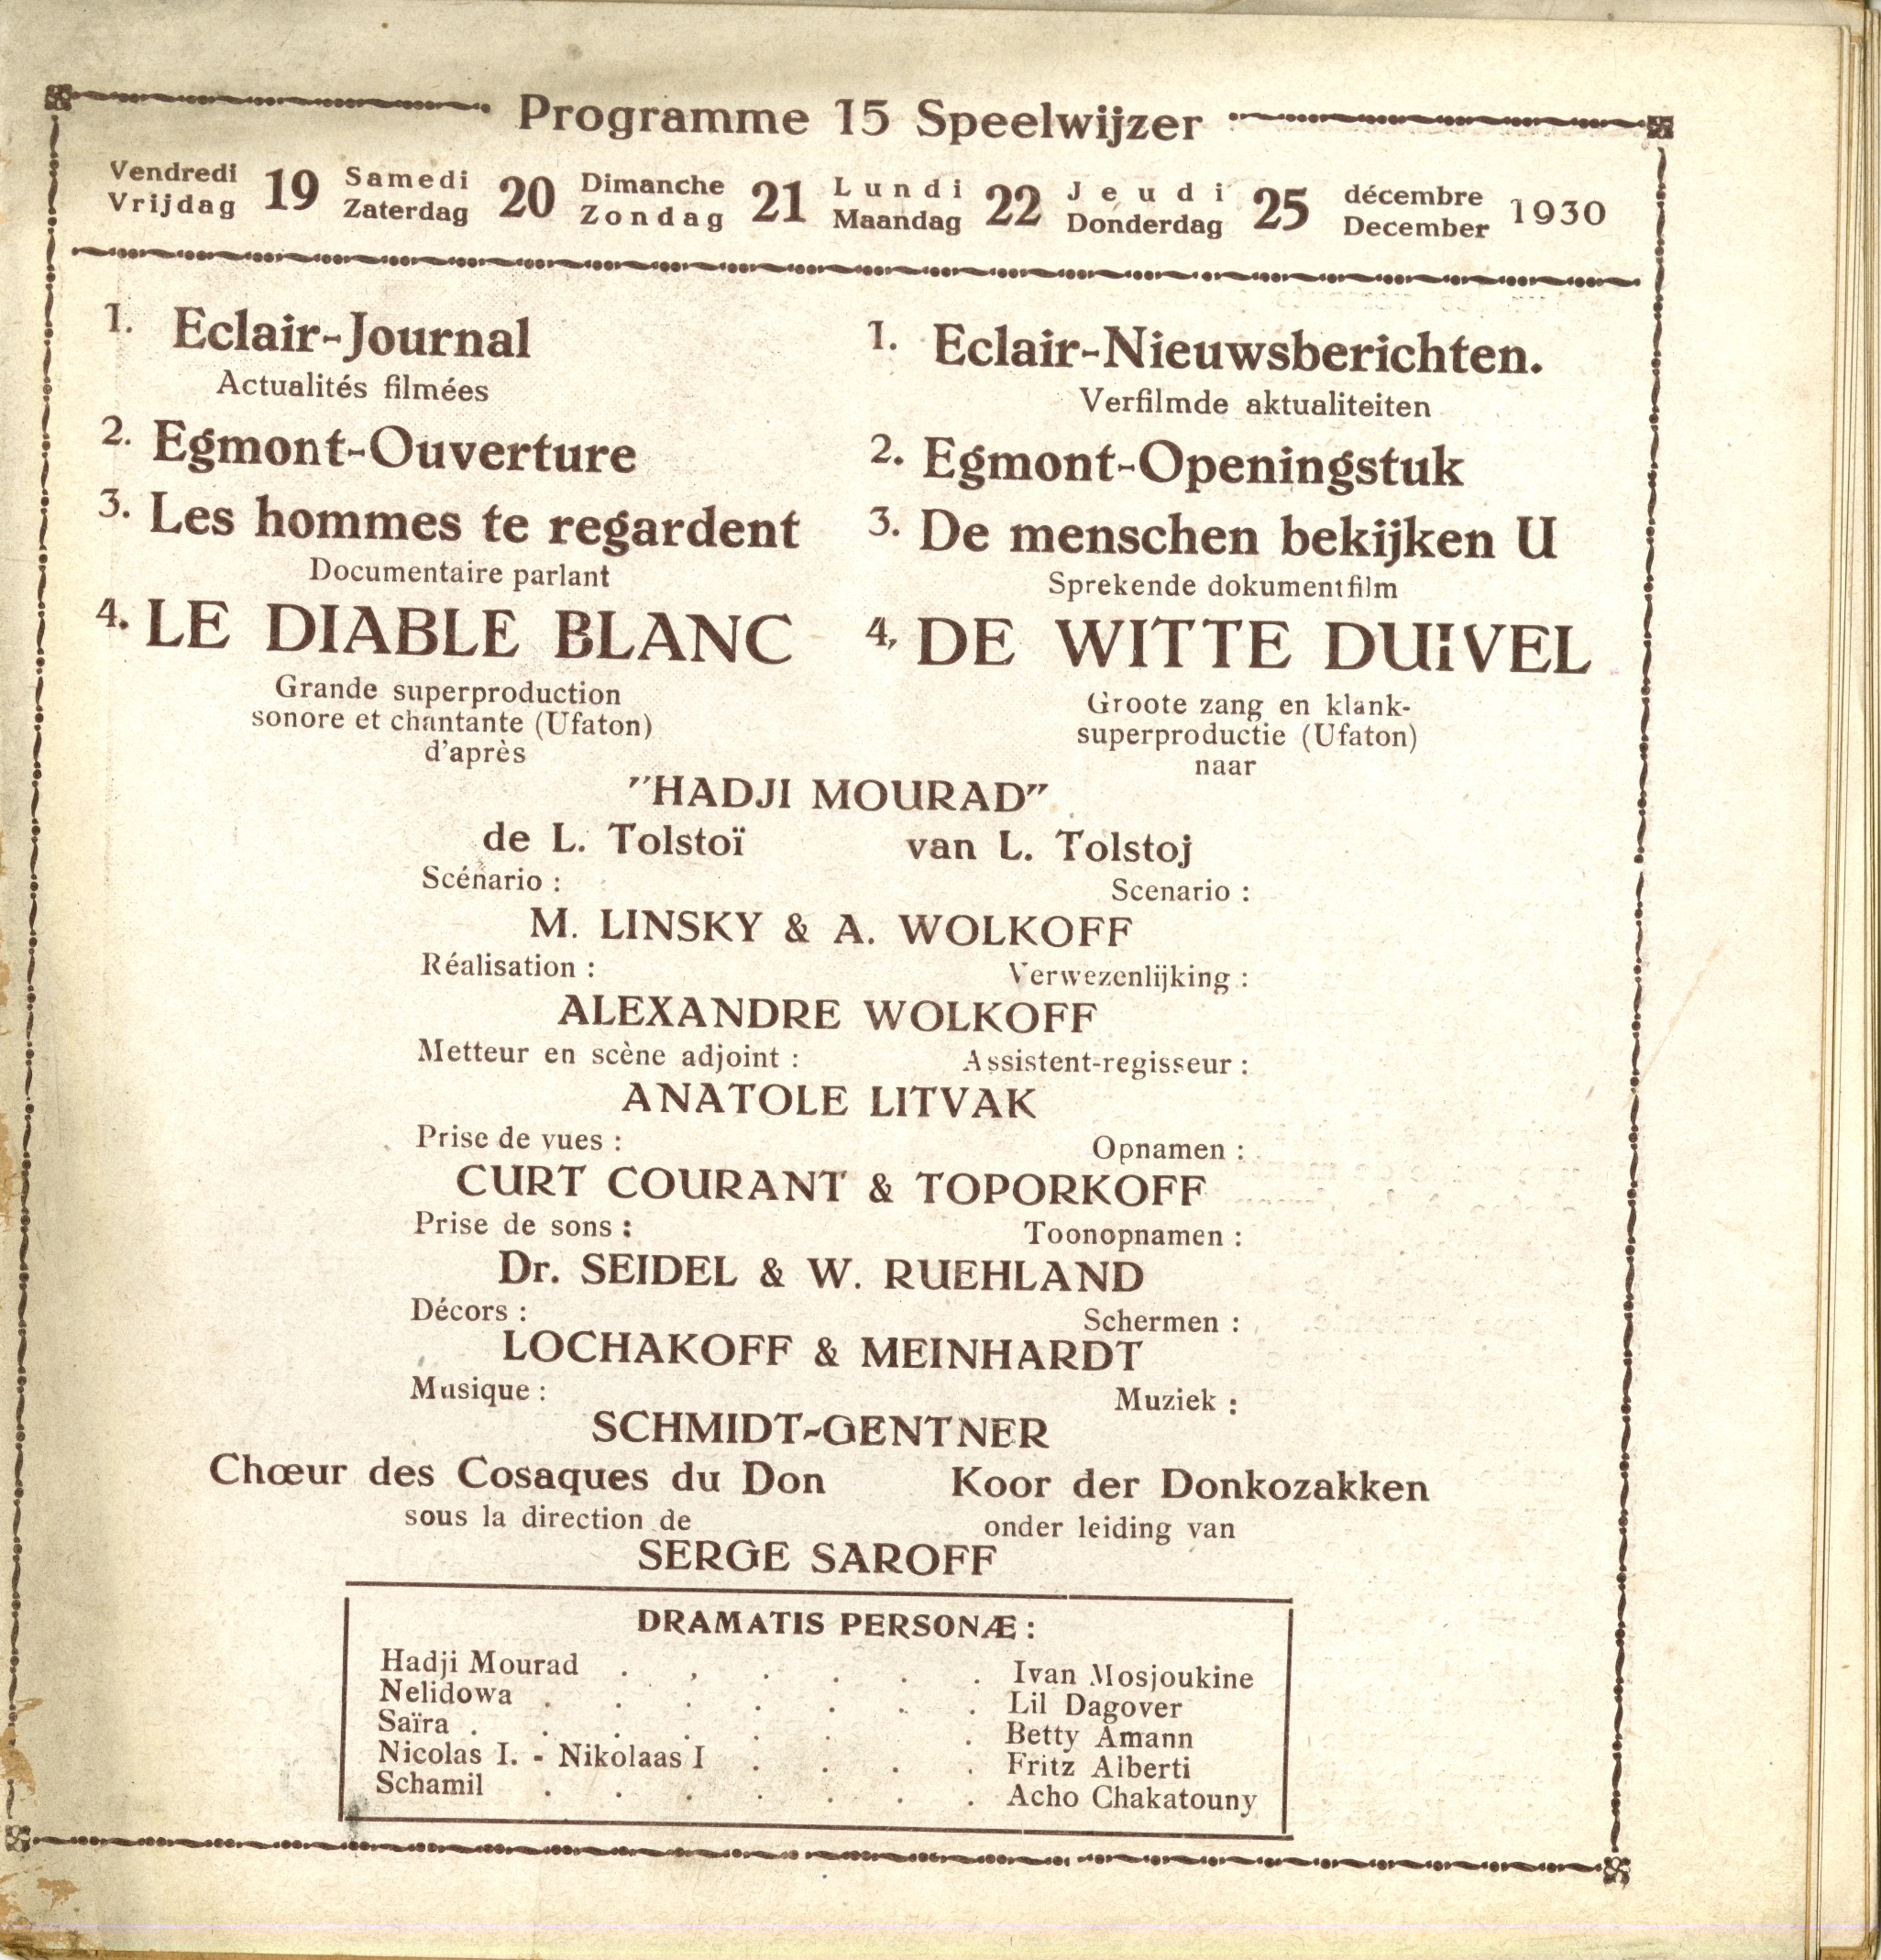 Programme 15 Speelwijzer
Vendredi 19 Samedi 20 Dimanche 21 Lundi 22 Jeudi 25 décembre 1930
Vrijdag Zaterdag Zondag Maandag Donderdag December
1. Eclair-Journal
Actualités filmées
2. Egmont-Ouverture
3. Les hommes te regardent
Documentaire parlant
4. LE DIABLE BLANC
Grande superproduction
sonore et chantante (Ufaton)
d'après
1. Eclair-Nieuwsberichten.
Verfilmde aktualiteiten
2. Egmont-Openingstuk
3. De menschen bekijken U
Sprekende dokumentfilm
4, DE WITTE DUIVEL
Groote zang en klank-
superproductie (Ufaton)
naar
"HADJI MOURAD"
de L. Tolstoï van L. Tolstoj
Scénario : Scenario :
M. LINSKY & A. WOLKOFF
Réalisation : Verwezenlijking :
ALEXANDRE WOLKOFF
Metteur en scène adjoint : Assistent-regisseur :
ANATOLE LITVAK
Prise de vues : Opnamen :
CURT COURANT & TOPORKOFF
Prise de sons : Toonopnamen :
Dr. SEIDEL & W. RUEHLAND
Décors : Schermen :
LOCHAKOFF & MEINHARDT
Musique : Muziek :
SCHMIDT-GENTNER
Chœur des Cosaques du Don Koor der Donkozakken
sous la direction de onder leiding van
SERGE SAROFF
DRAMATIS PERSONÆ :
Hadji Mourad . , . . . . Ivan Mosjoukine
Nelidowa . . . . . . . Lil Dagover
Saïra . . . . . . . Betty Amann
Nicolas I. - Nikolaas I . . . . Fritz Alberti
Schamil . . . . . . . Acho Chakatouny